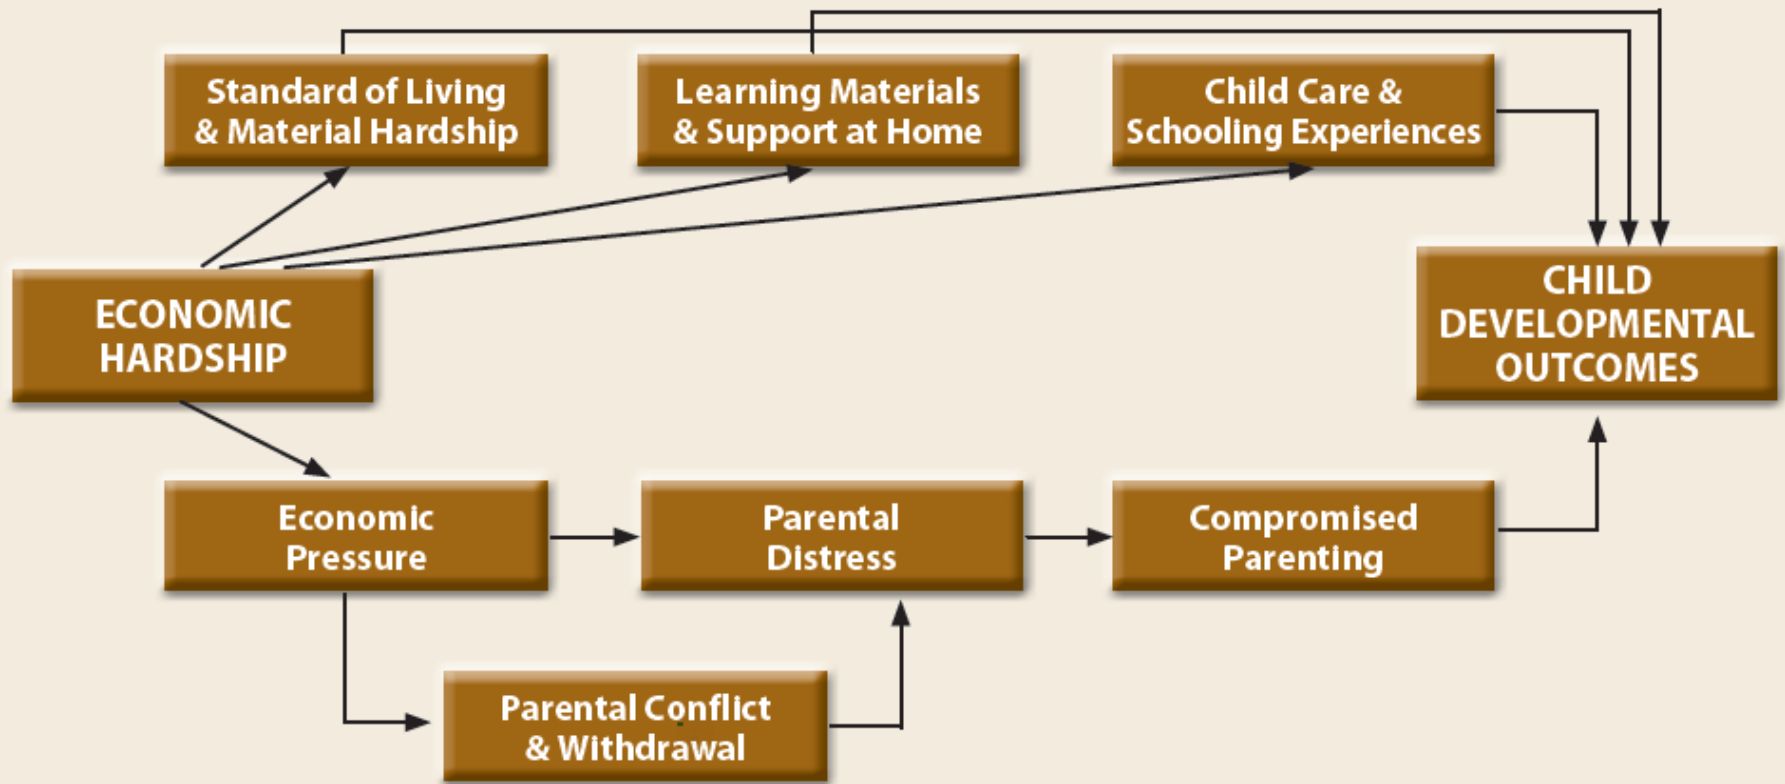 Standard of Living
& Material Hardship
Learning Materials
& Support at Home
Child Care &
Schooling Experiences
ECONOMIC
HARDSHIP
CHILD
DEVELOPMENTAL
OUTCOMES
Economic
Pressure
Parental
Distress
Compromised
Parenting
Parental Conflict
& Withdrawal